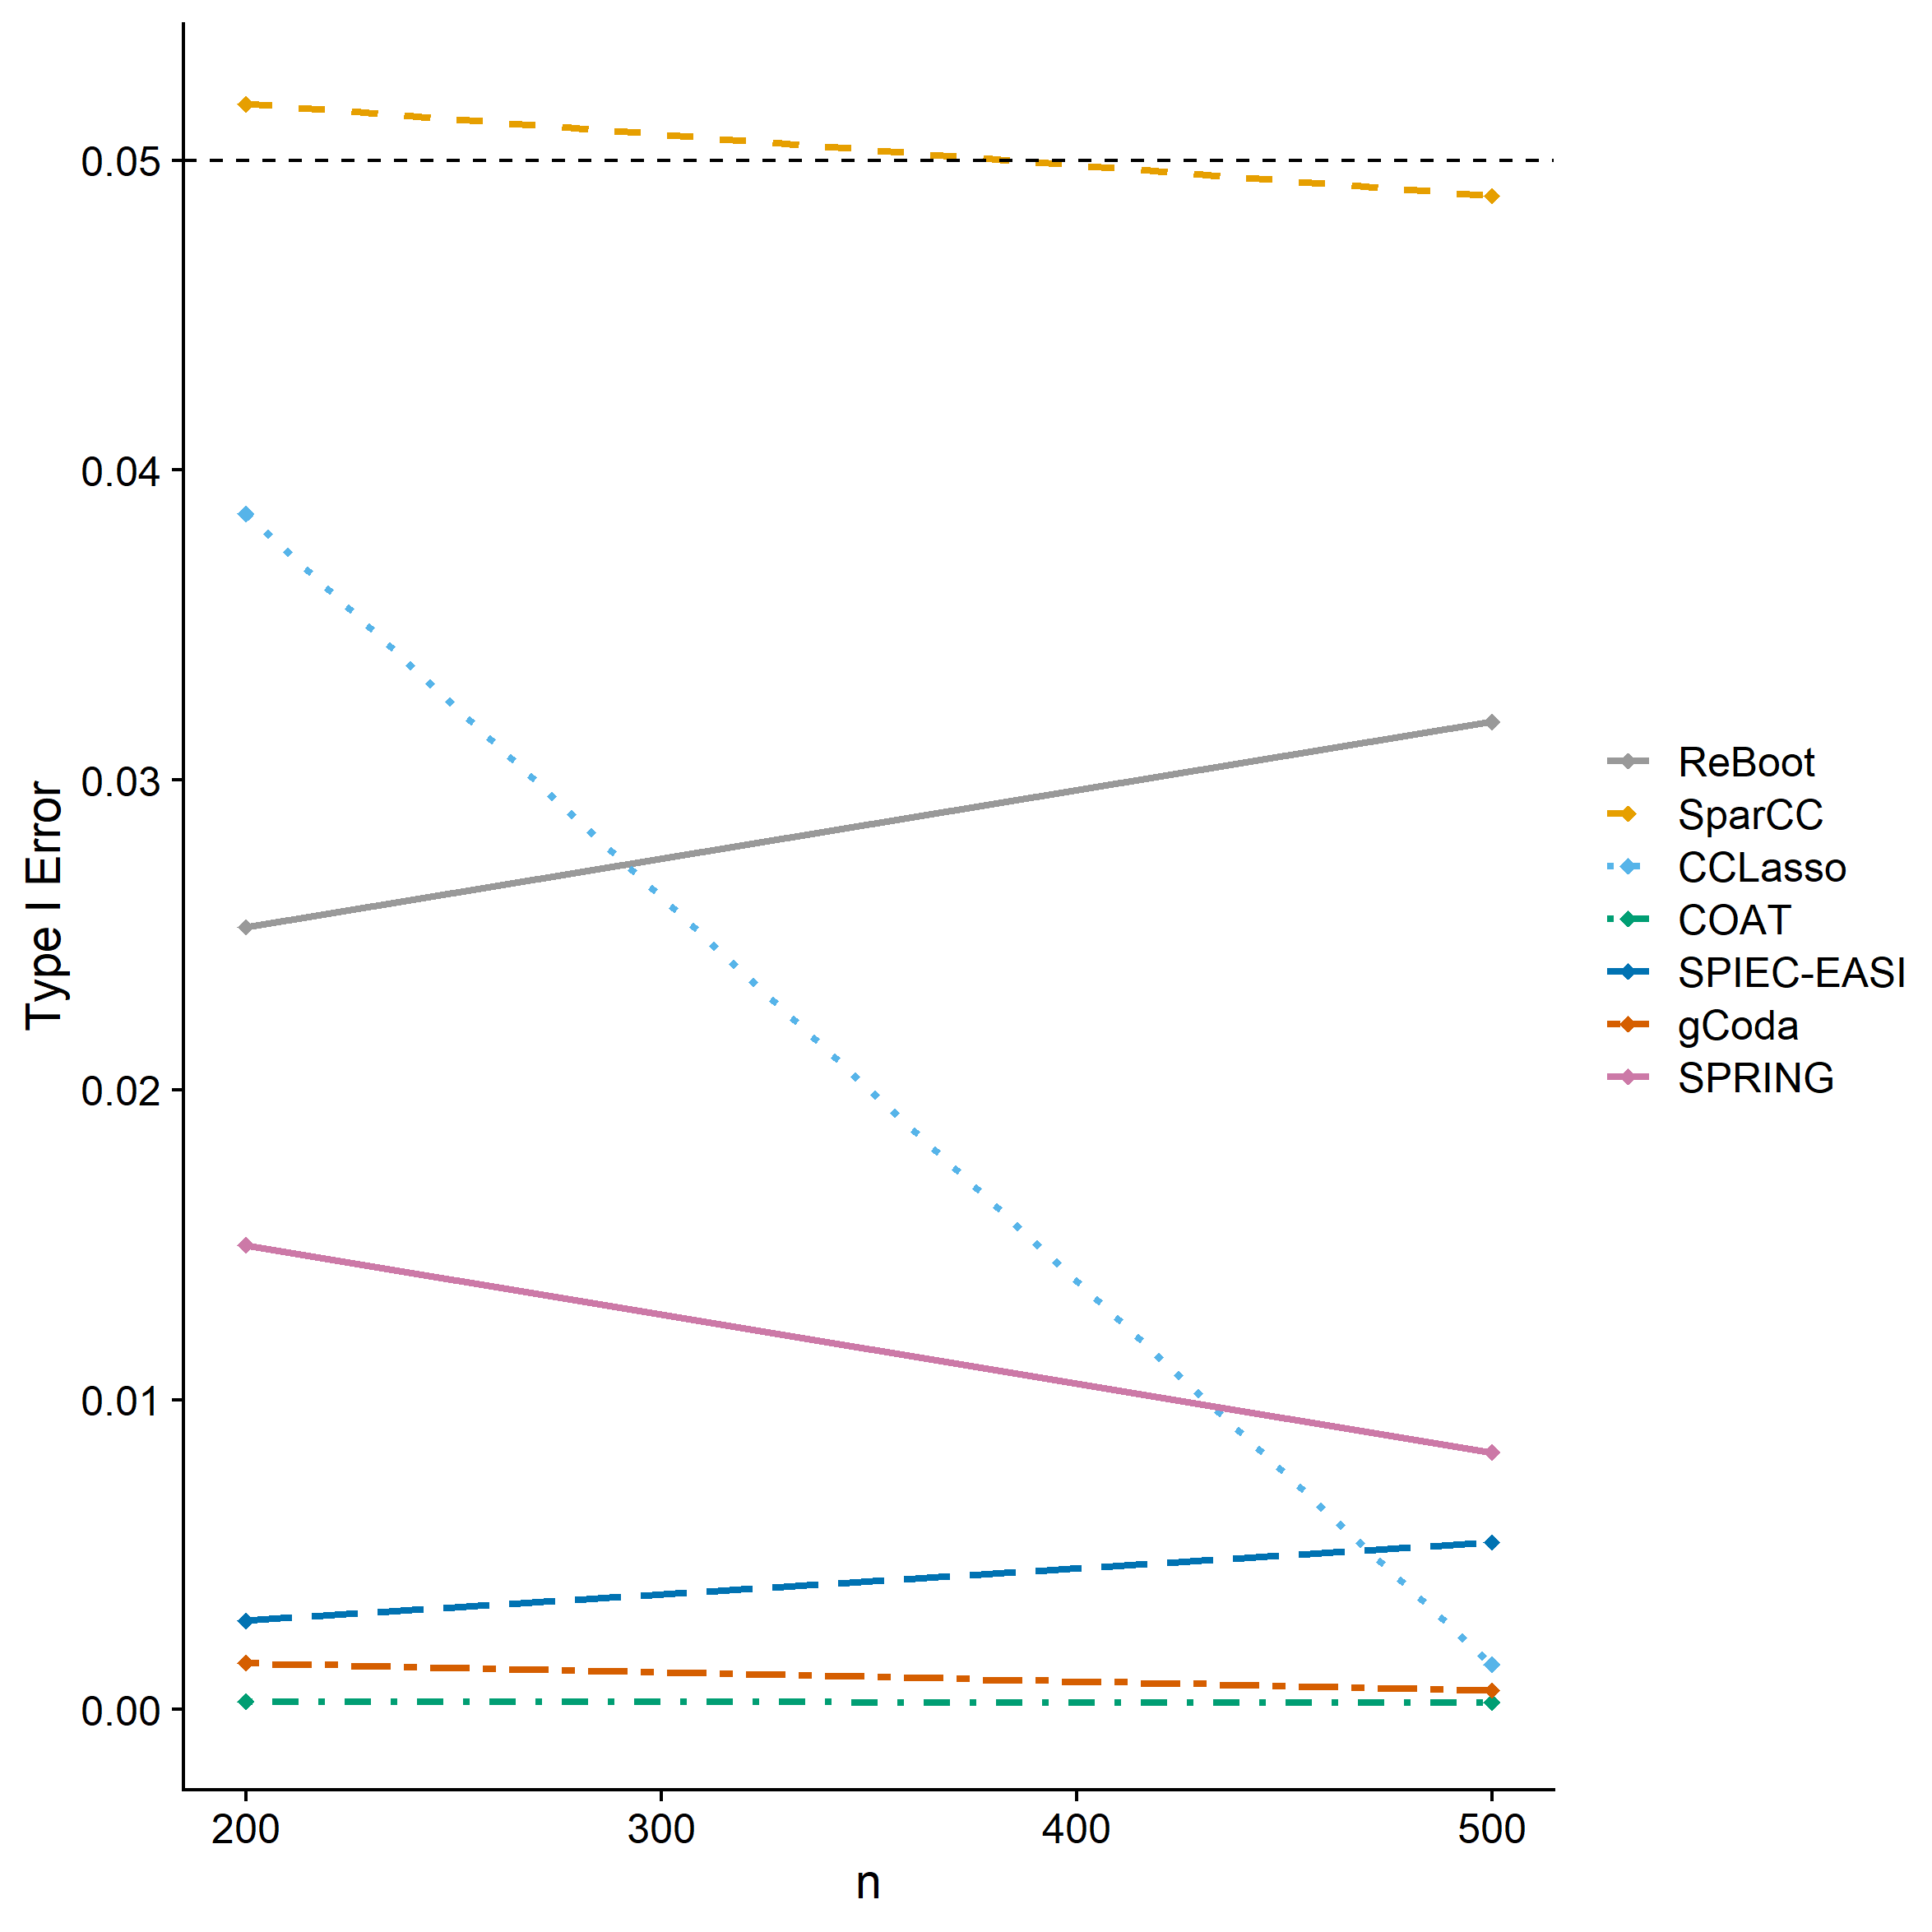 Type I Error
0.05
0.04
0.03
0.02
0.01
0.00
200
300
400
500
n
ReBoot
SparCC
CCLasso
COAT
SPIEC-EASI
gCoda
SPRING